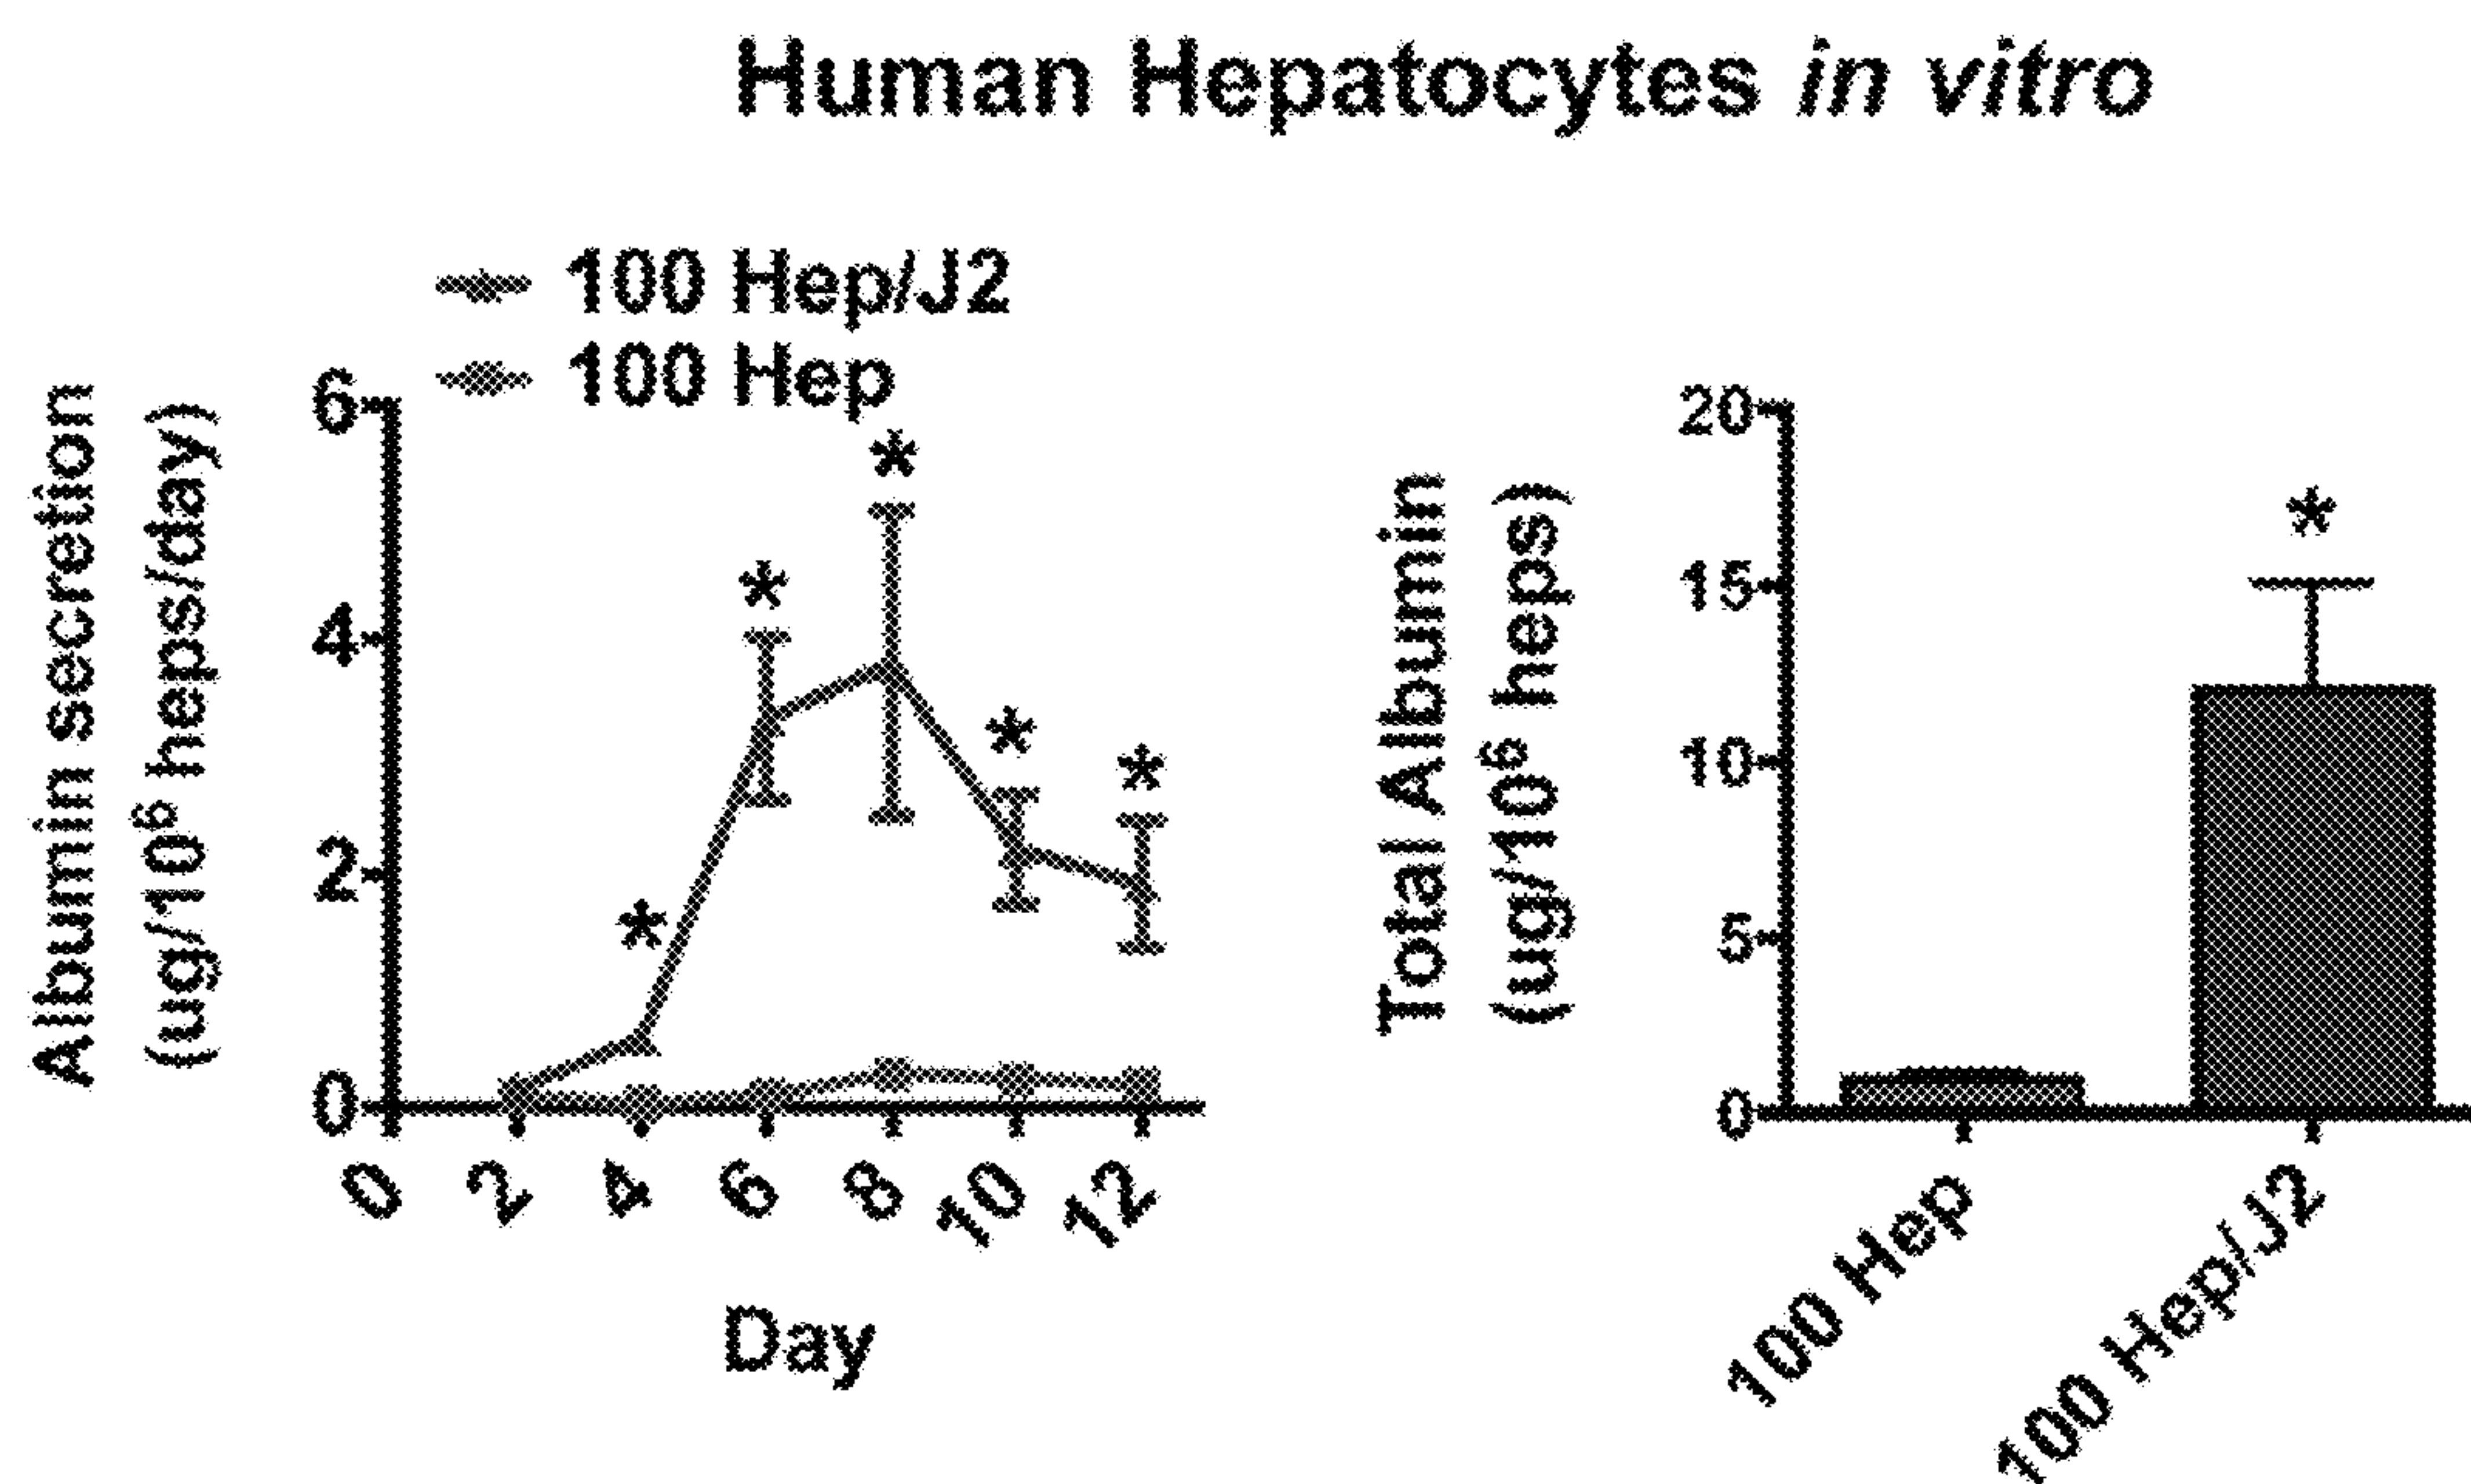 Human Hepatocytes in vitro
100 Hep/J2
100 Hep
Albumin secretion
(ug/10⁶ heps/day)
6
4
2
0
*
*
*
*
*
0
2
4
6
8
10
12
Day
Total Albumin
(ug/10⁶ heps)
20
15
10
5
0
*
100 Hep
100 Hep/J2